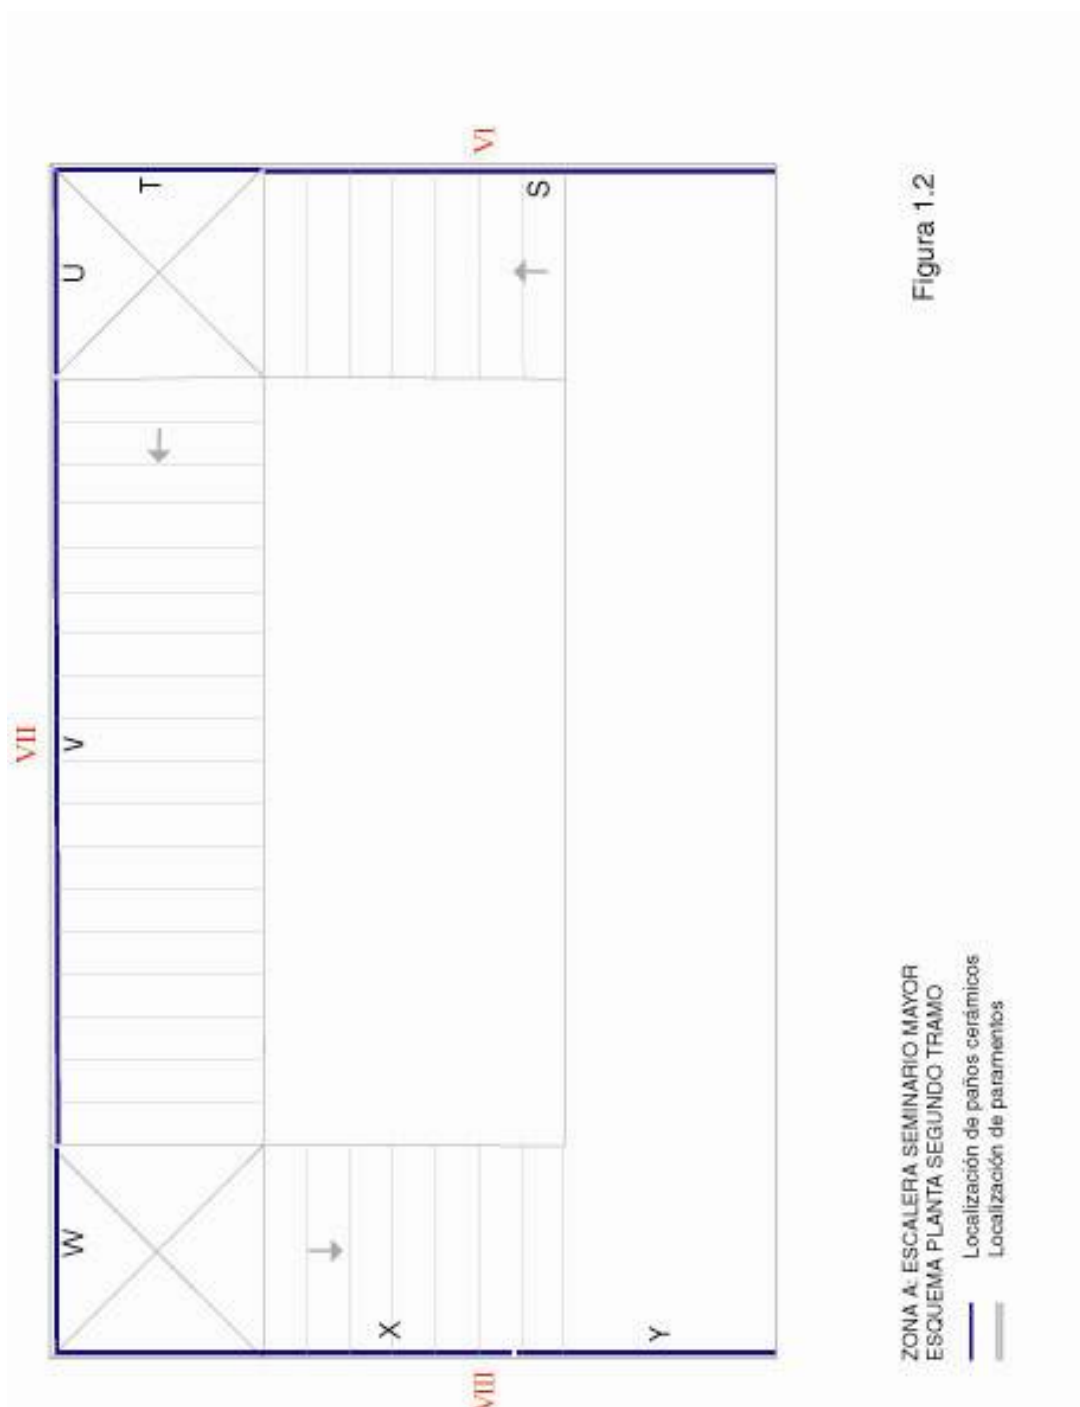 VII
W
V
U
T
X
S
Y
VIII
VI
ZONA A: ESCALERA SEMINARIO MAYOR
ESQUEMA PLANTA SEGUNDO TRAMO
Localización de paños cerámicos
Localización de paramentos
Figura 1.2